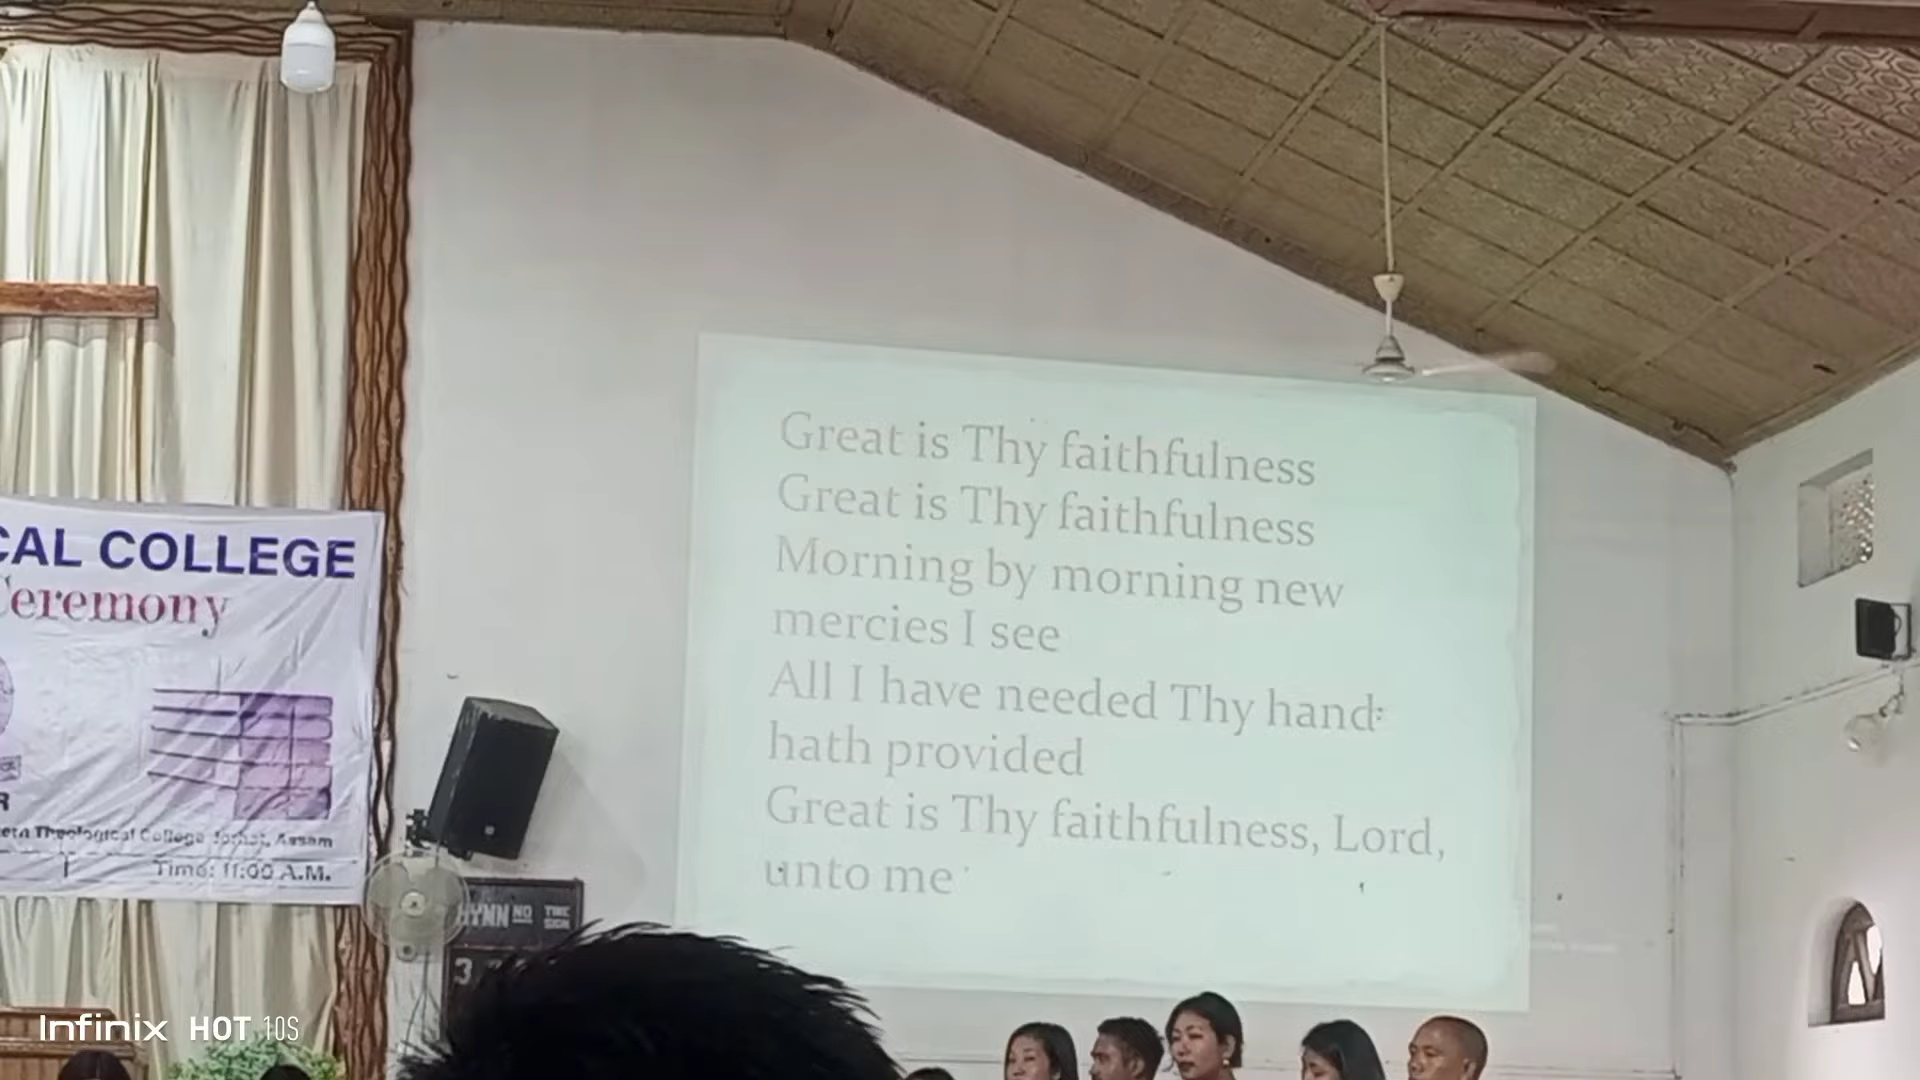 CAL COLLEGE
Ceremony
R
Theological College Jorhat, Assam
Time: 11:00 A.M.
Great is Thy faithfulness
Great is Thy faithfulness
Morning by morning new
mercies I see
All I have needed Thy hand
hath provided
Great is Thy faithfulness, Lord,
unto me
HYMN NO
3
Infinix HOT 10S